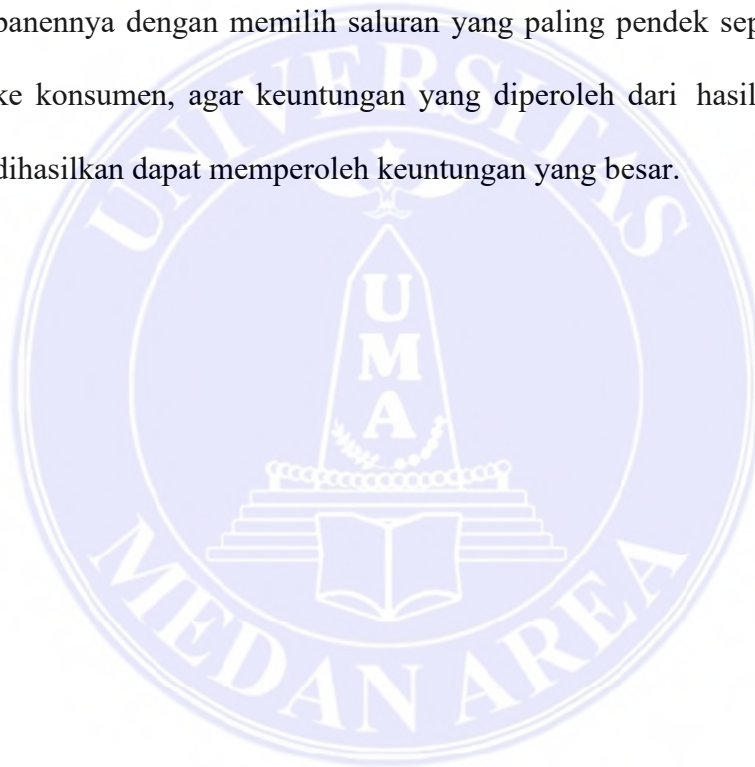 panennya dengan memilih saluran yang paling pendek
ke konsumen, agar keuntungan yang diperoleh dari hasil
dihasilkan dapat memperoleh keuntungan yang besar.
UNIVERSITAS
U
M
A
MEDAN AREA